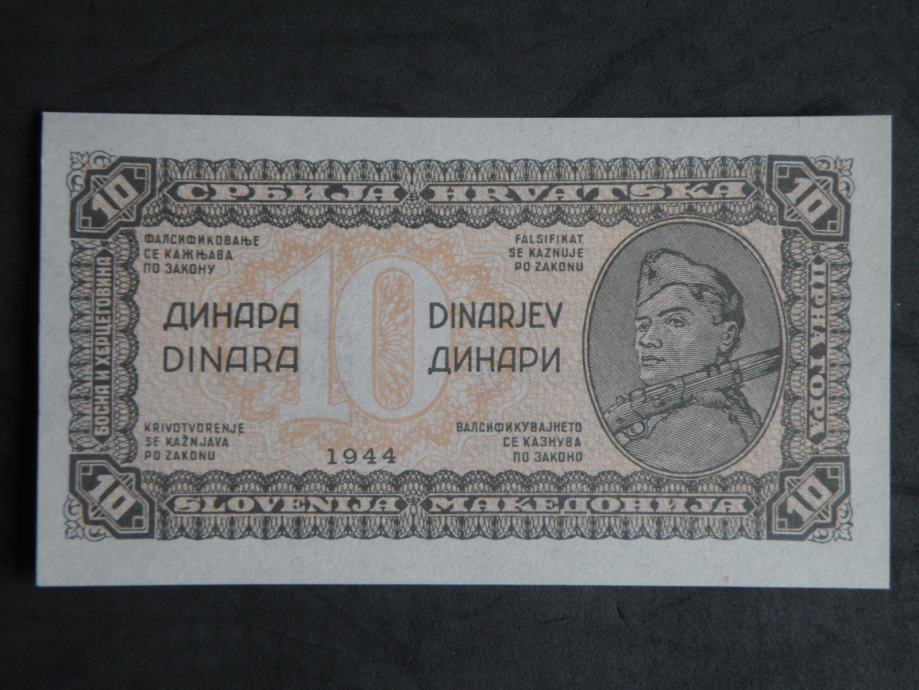 10
СРБИЈА HRVATSKA
10
ФАЛСИФИКОВАЊЕ
СЕ КАЖЊАВА
ПО ЗАКОНУ
FALSIFIKAT
SE KAZNUJE
PO ZAKONU
БОСНА И ХЕРЦЕГОВИНА
10
ДИНАРА
DINARA
DINARJEV
ДИНАРИ
ЦРНА ГОРА
KRIVOTVORENJE
SE KAŽNJAVA
PO ZAKONU
1944
ВАЛСИФИКУВАЈНЕТО
СЕ КАЗНУВА
ПО ЗАКОНО
10
SLOVENIJA МАКЕДОНИЈА
10